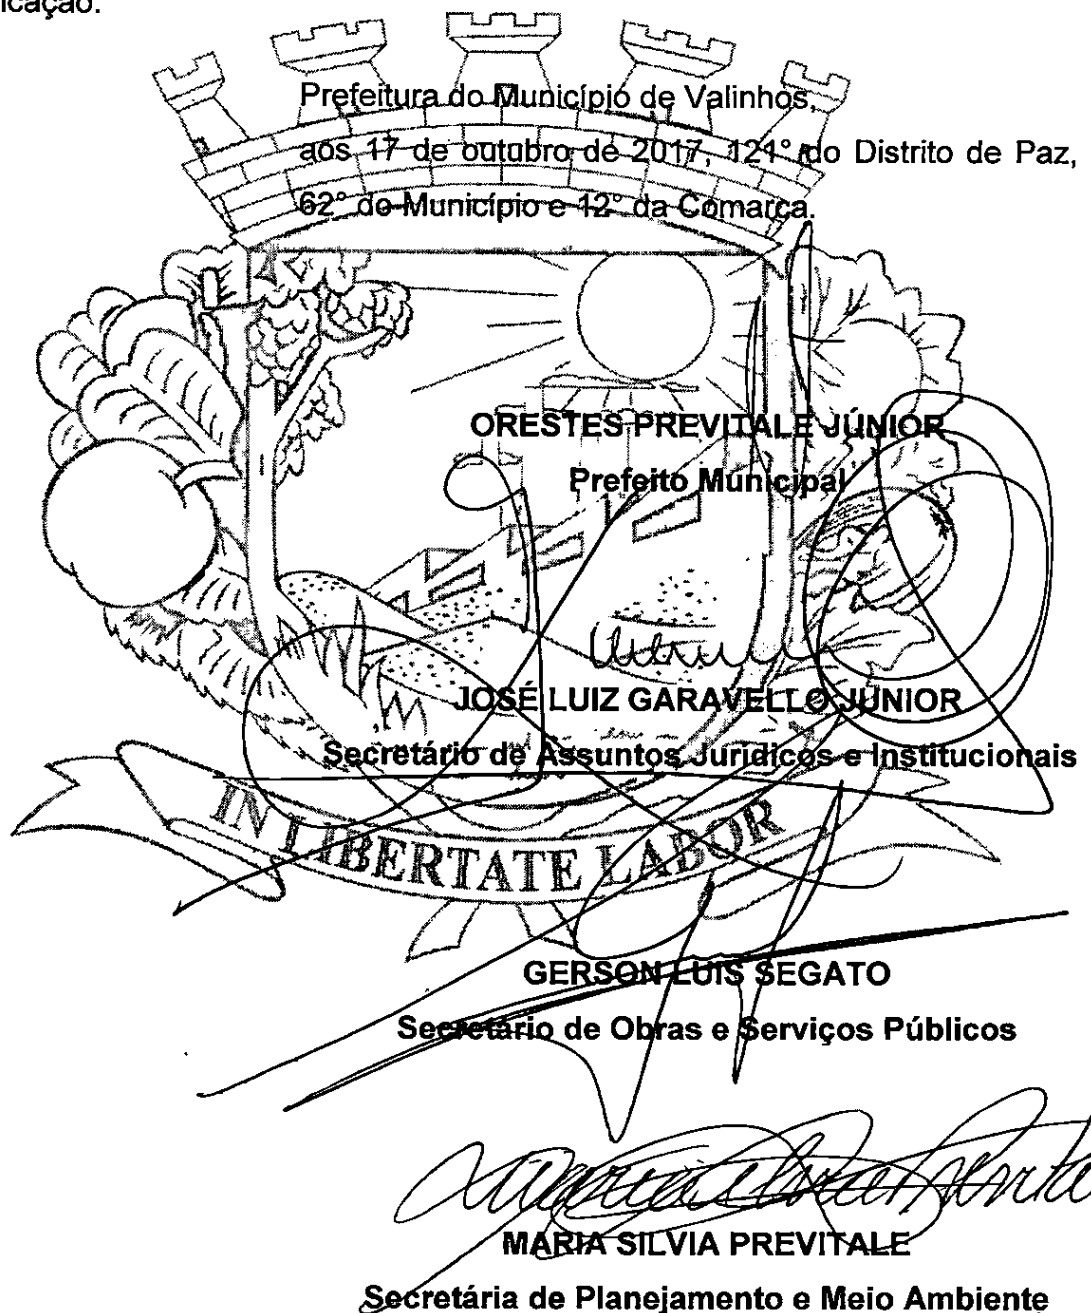 icação.
Prefeitura do Município de Valinhos,
aos 17 de outubro de 2017, 121° do Distrito de Paz,
62° do Município e 12° da Comarca.
ORESTES PREVITALE JÚNIOR
Prefeito Municipal
JOSÉ LUIZ GARAVELLO JÚNIOR
Secretário de Assuntos Jurídicos e Institucionais
IN LIBERTATE LABOR
GERSON LUIS SEGATO
Secretário de Obras e Serviços Públicos
MARIA SILVIA PREVITALE
Secretária de Planejamento e Meio Ambiente